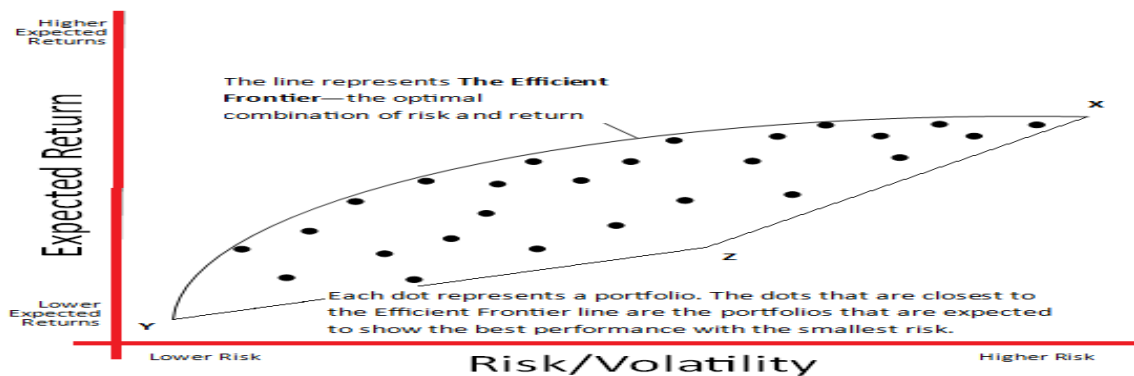 Higher
Expected
Returns
The line represents The Efficient
Frontier—the optimal
combination of risk and return
X
Expected Return
Z
Each dot represents a portfolio. The dots that are closest to
the Efficient Frontier line are the portfolios that are expected
to show the best performance with the smallest risk.
Lower
Expected
Returns
Y
Lower Risk
Risk/Volatility
Higher Risk